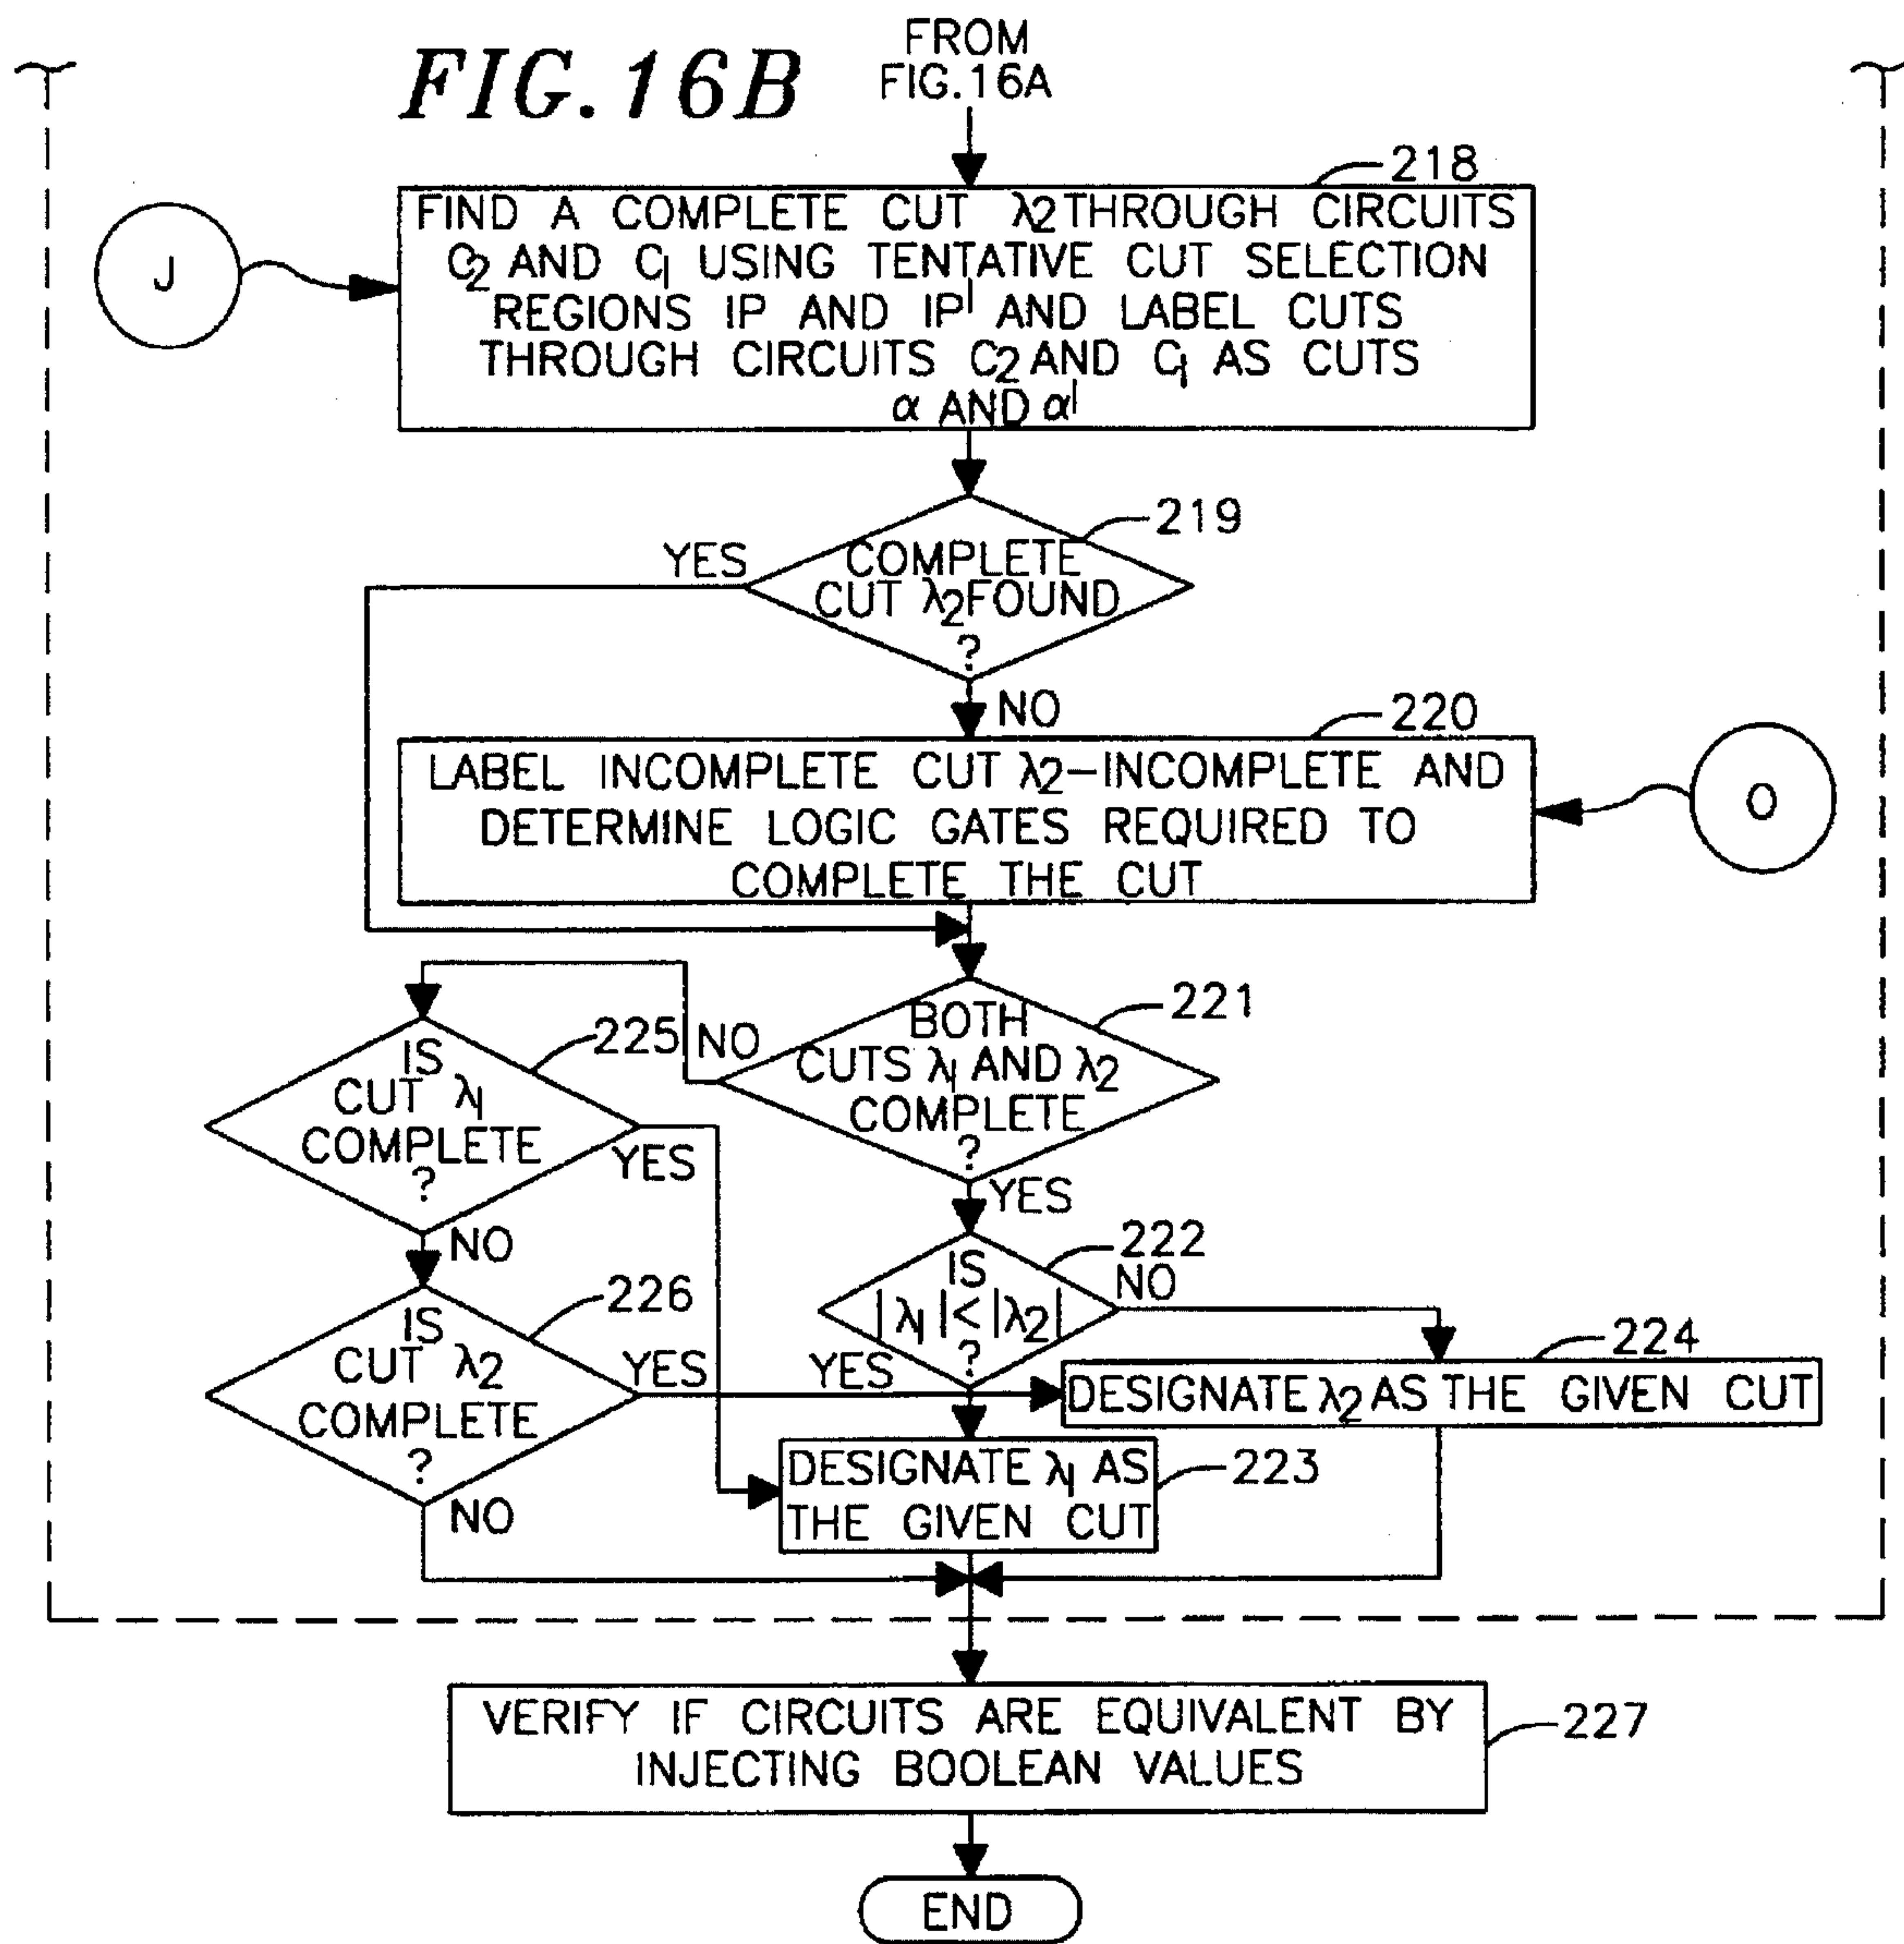 FIG. 16B
FROM
FIG.16A
218
J
FIND A COMPLETE CUT λ2 THROUGH CIRCUITS
C2 AND C1 USING TENTATIVE CUT SELECTION
REGIONS IP AND IP' AND LABEL CUTS
THROUGH CIRCUITS C2 AND C1 AS CUTS
α AND α'
219
YES
COMPLETE
CUT λ2 FOUND
?
NO
220
LABEL INCOMPLETE CUT λ2-INCOMPLETE AND
DETERMINE LOGIC GATES REQUIRED TO
COMPLETE THE CUT
O
221
BOTH
CUTS λ1 AND λ2
COMPLETE
?
NO
YES
225
IS
CUT λ1
COMPLETE
?
YES
NO
222
IS
|λ1|<|λ2|
?
NO
YES
226
IS
CUT λ2
COMPLETE
?
YES
NO
224
DESIGNATE λ2 AS THE GIVEN CUT
DESIGNATE λ1 AS
THE GIVEN CUT
223
VERIFY IF CIRCUITS ARE EQUIVALENT BY
INJECTING BOOLEAN VALUES
227
END